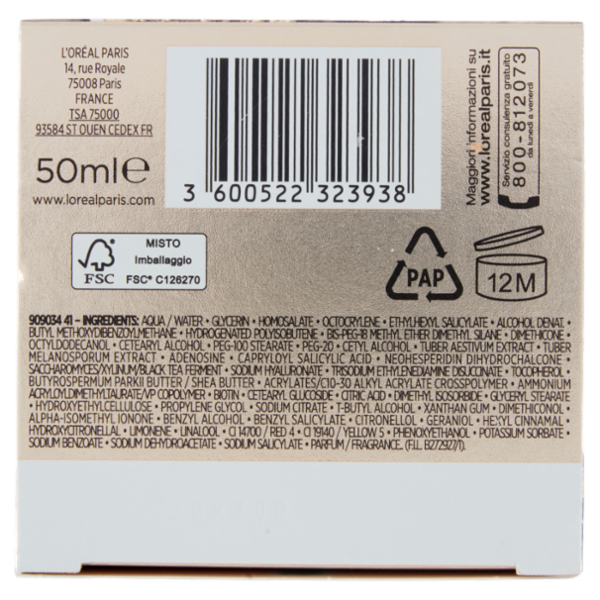 L'ORÉAL PARIS
14, rue Royale
75008 Paris
FRANCE
TSA 75000
93584 ST OUEN CEDEX FR
50ml℮
www.lorealparis.com
3 600522 323938
Maggiori informazioni su
www.lorealparis.it
Servizio consulenza gratuito
800-812073
da lunedì a venerdì
FSC
MISTO
Imballaggio
FSC® C126270
PAP
12M
909034 41 - INGREDIENTS: AQUA / WATER • GLYCERIN • HOMOSALATE • OCTOCRYLENE • ETHYLHEXYL SALICYLATE • ALCOHOL DENAT. •
BUTYL METHOXYDIBENZOYLMETHANE • HYDROGENATED POLYISOBUTENE • BIS-PEG-18 METHYL ETHER DIMETHYL SILANE • DIMETHICONE •
OCTYLDODECANOL • CETEARYL ALCOHOL • PEG-100 STEARATE • PEG-20 • CETYL ALCOHOL • TUBER AESTIVUM EXTRACT • TUBER
MELANOSPORUM EXTRACT • ADENOSINE • CAPRYLOYL SALICYLIC ACID • NEOHESPERIDIN DIHYDROCHALCONE •
SACCHAROMYCES/XYLINUM/BLACK TEA FERMENT • SODIUM HYALURONATE • TRISODIUM ETHYLENEDIAMINE DISUCCINATE • TOCOPHEROL
BUTYROSPERMUM PARKII BUTTER / SHEA BUTTER • ACRYLATES/C10-30 ALKYL ACRYLATE CROSSPOLYMER • AMMONIUM
ACRYLOYLDIMETHYLTAURATE/VP COPOLYMER • BIOTIN • CETEARYL GLUCOSIDE • CITRIC ACID • DIMETHYL ISOSORBIDE • GLYCERYL STEARATE
• HYDROXYETHYLCELLULOSE • PROPYLENE GLYCOL • SODIUM CITRATE • T-BUTYL ALCOHOL • XANTHAN GUM • DIMETHICONOL •
ALPHA-ISOMETHYL IONONE • BENZYL ALCOHOL • BENZYL SALICYLATE • CITRONELLOL • GERANIOL • HEXYL CINNAMAL
HYDROXYCITRONELLAL • LIMONENE • LINALOOL • CI 14700 / RED 4 • CI 19140 / YELLOW 5 • PHENOXYETHANOL • POTASSIUM SORBATE •
SODIUM BENZOATE • SODIUM DEHYDROACETATE • SODIUM SALICYLATE • PARFUM / FRAGRANCE. (F.I.L. B272927/1).